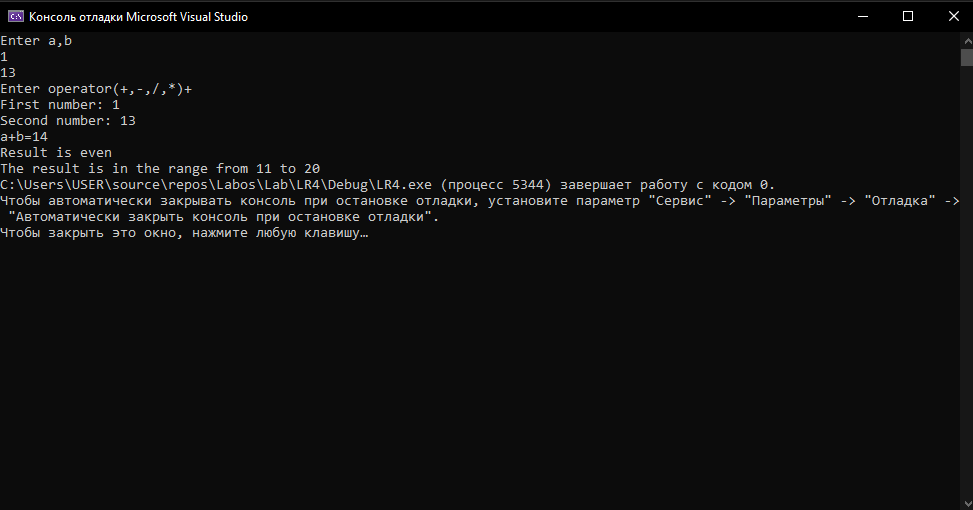 Консоль отладки Microsoft Visual Studio
Enter a,b
1
13
Enter operator(+,-,/,*)+
First number: 1
Second number: 13
a+b=14
Result is even
The result is in the range from 11 to 20
C:\Users\USER\source\repos\Labos\Lab\LR4\Debug\LR4.exe (процесс 5344) завершает работу с кодом 0.
Чтобы автоматически закрывать консоль при остановке отладки, установите параметр "Сервис" -> "Параметры" -> "Отладка" ->
"Автоматически закрыть консоль при остановке отладки".
Чтобы закрыть это окно, нажмите любую клавишу…